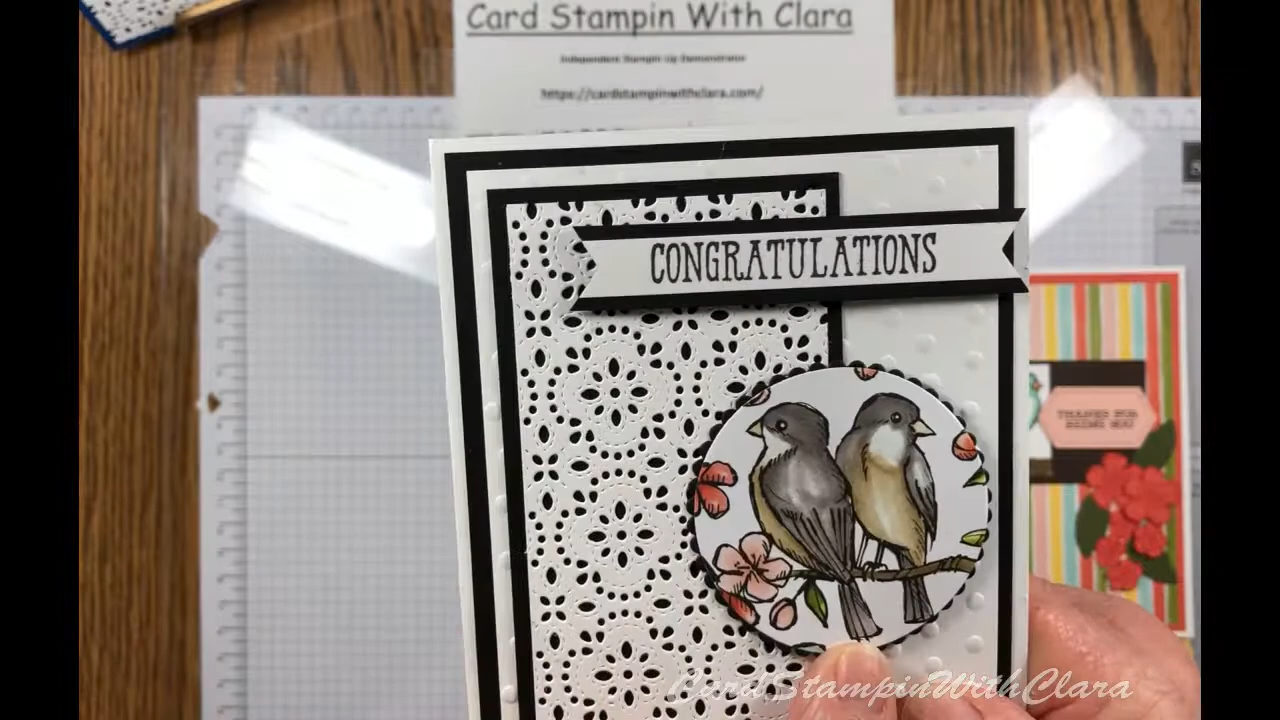 Card Stampin With Clara
Independent Stampin Up Demonstrator
https://cardstampinwithclara.com/
CONGRATULATIONS
THANKS FOR
BEING YOU
CardStampinWithClara